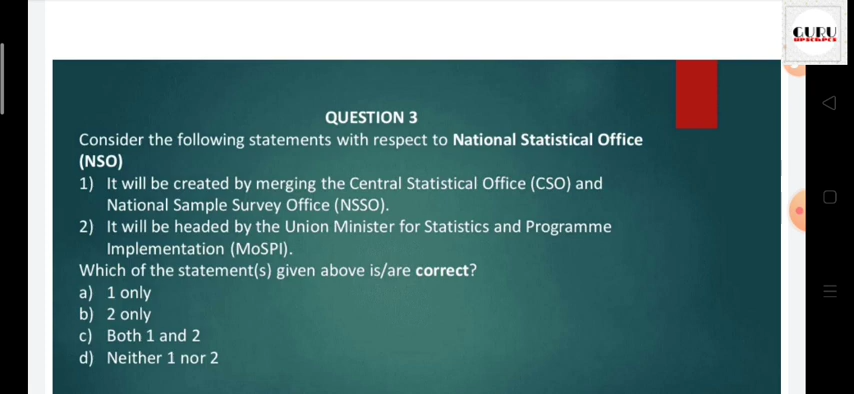 GURU
QUESTION 3
Consider the following statements with respect to National Statistical Office
(NSO)
1) It will be created by merging the Central Statistical Office (CSO) and
National Sample Survey Office (NSSO).
2) It will be headed by the Union Minister for Statistics and Programme
Implementation (MoSPI).
Which of the statement(s) given above is/are correct?
a) 1 only
b) 2 only
c) Both 1 and 2
d) Neither 1 nor 2